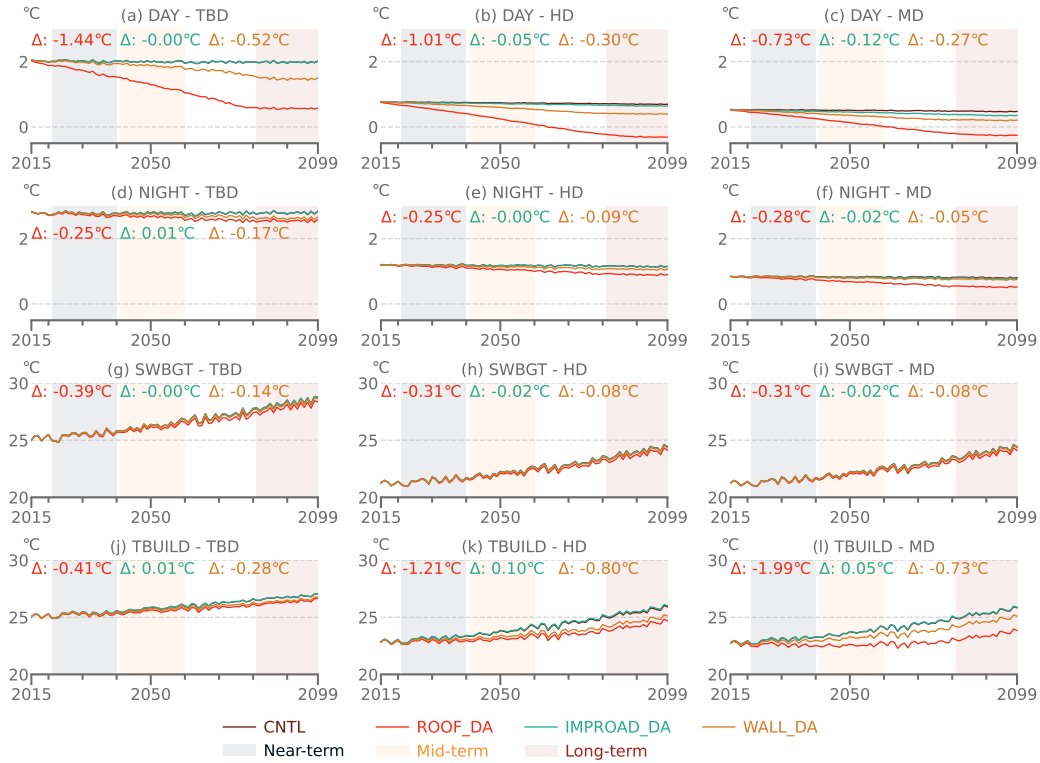 ℃ (a) DAY - TBD ℃ (b) DAY - HD ℃ (c) DAY - MD
Δ: -1.44℃ Δ: -0.00℃ Δ: -0.52℃ Δ: -1.01℃ Δ: -0.05℃ Δ: -0.30℃ Δ: -0.73℃ Δ: -0.12℃ Δ: -0.27℃
2 2 2
0 0 0
2015 2050 2099 2015 2050 2099 2015 2050 2099
℃ (d) NIGHT - TBD ℃ (e) NIGHT - HD ℃ (f) NIGHT - MD
Δ: -0.25℃ Δ: 0.01℃ Δ: -0.17℃ Δ: -0.25℃ Δ: -0.00℃ Δ: -0.09℃ Δ: -0.28℃ Δ: -0.02℃ Δ: -0.05℃
2 2 2
0 0 0
2015 2050 2099 2015 2050 2099 2015 2050 2099
℃ (g) SWBGT - TBD ℃ (h) SWBGT - HD ℃ (i) SWBGT - MD
30 30 30
Δ: -0.39℃ Δ: -0.00℃ Δ: -0.14℃ Δ: -0.31℃ Δ: -0.02℃ Δ: -0.08℃ Δ: -0.31℃ Δ: -0.02℃ Δ: -0.08℃
25 25 25
20 20 20
2015 2050 2099 2015 2050 2099 2015 2050 2099
℃ (j) TBUILD - TBD ℃ (k) TBUILD - HD ℃ (l) TBUILD - MD
30 30 30
Δ: -0.41℃ Δ: 0.01℃ Δ: -0.28℃ Δ: -1.21℃ Δ: 0.10℃ Δ: -0.80℃ Δ: -1.99℃ Δ: 0.05℃ Δ: -0.73℃
25 25 25
20 20 20
2015 2050 2099 2015 2050 2099 2015 2050 2099
CNTL ROOF_DA IMPROAD_DA WALL_DA
Near-term Mid-term Long-term